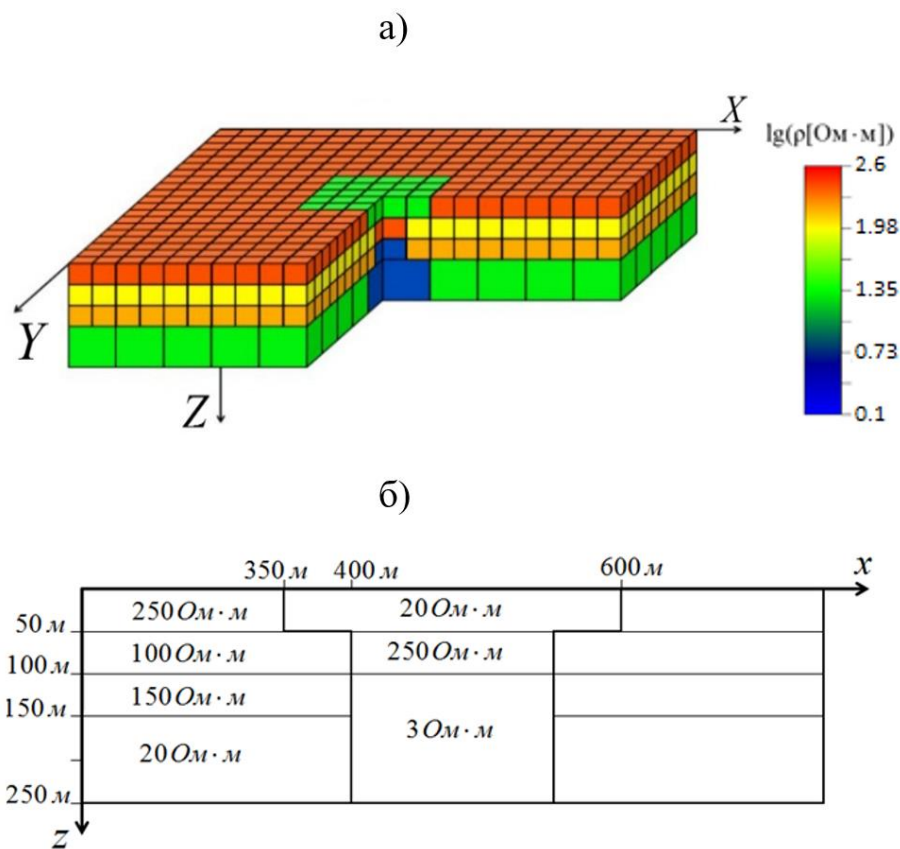 а)
X
lg(ρ[Ом·м])
2.6
1.98
1.35
0.73
0.1
Y
Z
б)
350 м 400 м 600 м x
250 Ом·м 20 Ом·м
50 м
100 Ом·м 250 Ом·м
100 м
150 Ом·м
150 м
3 Ом·м
20 Ом·м
250 м
z